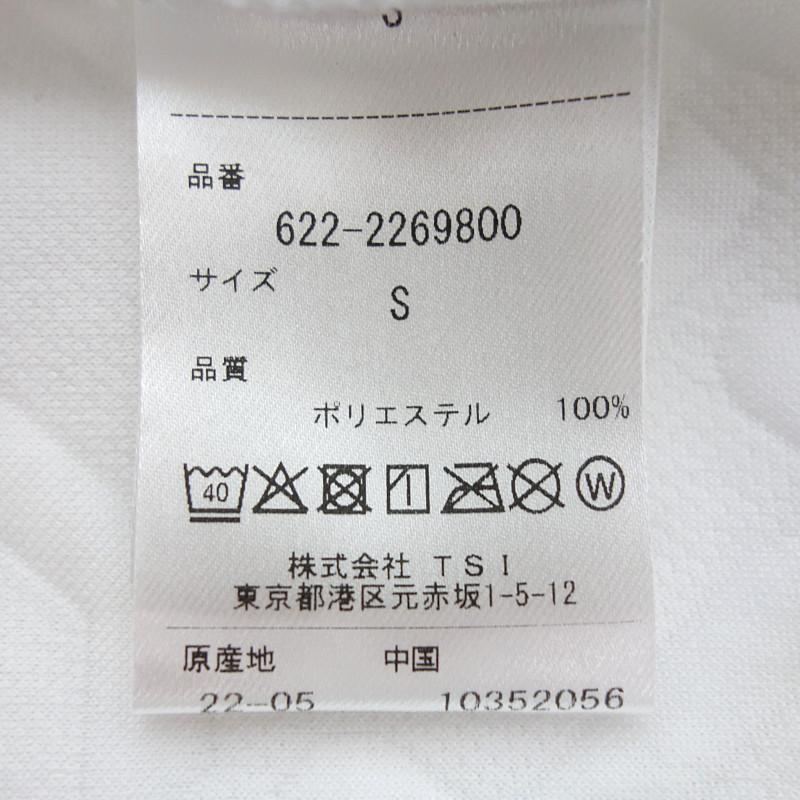 品番
622-2269800
サイズ
S
品質
ポリエステル 100%
40 W
株式会社 TSI
東京都港区元赤坂1-5-12
原産地 中国
22-05 10352056